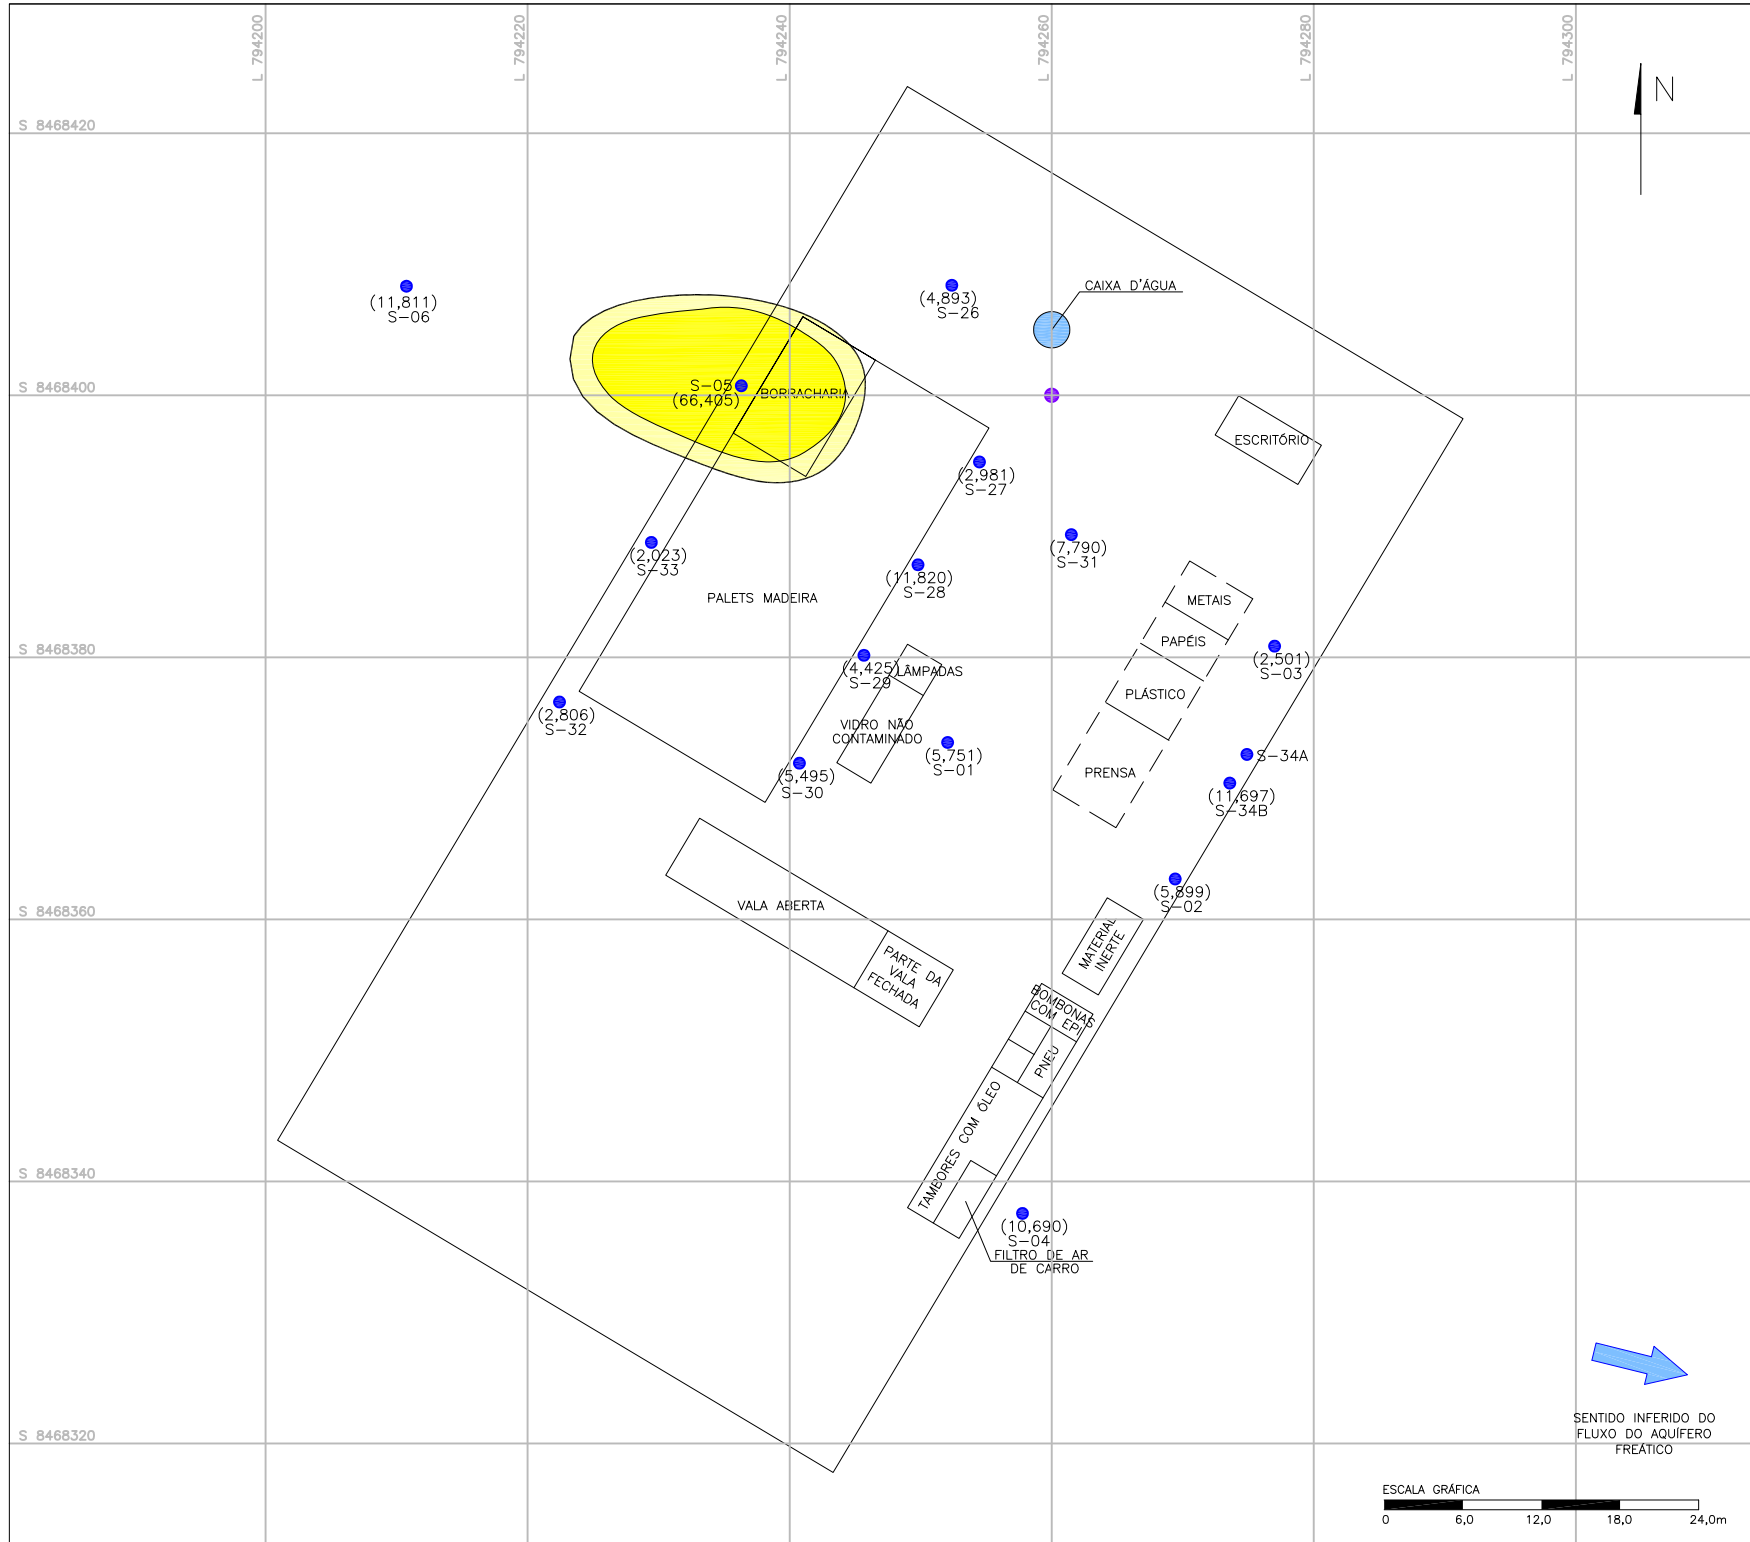 L 794200
L 794220
L 794240
L 794260
L 794280
L 794300
N
S 8468420
CAIXA D'ÁGUA
(11,811)
S-06
(4,893)
S-26
S 8468400
S-05
(66,405)
BORRACHARIA
ESCRITÓRIO
(2,981)
S-27
(7,790)
S-31
(2,023)
S-33
(11,820)
S-28
PALETS MADEIRA
METAIS
PAPÉIS
S 8468380
(2,501)
S-03
(4,425)
S-29
LÂMPADAS
PLÁSTICO
(2,806)
S-32
VIDRO NÃO
CONTAMINADO
(5,751)
S-01
S-34A
PRENSA
(5,495)
S-30
(11,697)
S-34B
(5,899)
S-02
VALA ABERTA
S 8468360
MATERIAL
INERTE
PARTE DA
VALA
FECHADA
BOMBONAS
COM EPI
PNEU
TAMBORES COM ÓLEO
S 8468340
(10,690)
S-04
FILTRO DE AR
DE CARRO
SENTIDO INFERIDO DO
FLUXO DO AQUÍFERO
FREÁTICO
S 8468320
ESCALA GRÁFICA
0 6,0 12,0 18,0 24,0m